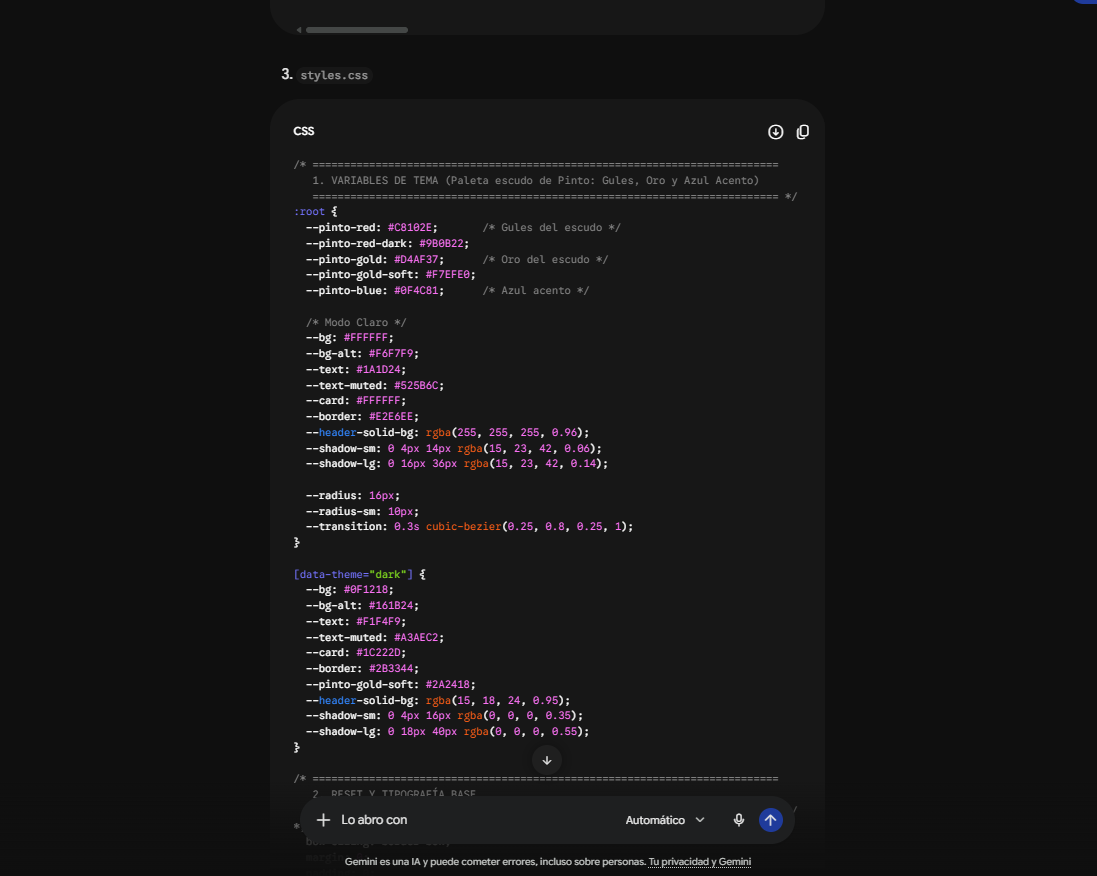 3. styles.css
CSS
/* ==========================================================================
1. VARIABLES DE TEMA (Paleta escudo de Pinto: Gules, Oro y Azul Acento)
========================================================================== */
:root {
--pinto-red: #C8102E; /* Gules del escudo */
--pinto-red-dark: #9B0B22;
--pinto-gold: #D4AF37; /* Oro del escudo */
--pinto-gold-soft: #F7EFE0;
--pinto-blue: #0F4C81; /* Azul acento */
/* Modo Claro */
--bg: #FFFFFF;
--bg-alt: #F6F7F9;
--text: #1A1D24;
--text-muted: #525B6C;
--card: #FFFFFF;
--border: #E2E6EE;
--header-solid-bg: rgba(255, 255, 255, 0.96);
--shadow-sm: 0 4px 14px rgba(15, 23, 42, 0.06);
--shadow-lg: 0 16px 36px rgba(15, 23, 42, 0.14);
--radius: 16px;
--radius-sm: 10px;
--transition: 0.3s cubic-bezier(0.25, 0.8, 0.25, 1);
}
[data-theme="dark"] {
--bg: #0F1218;
--bg-alt: #161B24;
--text: #F1F4F9;
--text-muted: #A3AEC2;
--card: #1C222D;
--border: #2B3344;
--pinto-gold-soft: #2A2418;
--header-solid-bg: rgba(15, 18, 24, 0.95);
--shadow-sm: 0 4px 16px rgba(0, 0, 0, 0.35);
--shadow-lg: 0 18px 40px rgba(0, 0, 0, 0.55);
}
/* ==========================================================================
2. RESET Y TIPOGRAFÍA BASE
Lo abro con
Automático
Gemini es una IA y puede cometer errores, incluso sobre personas. Tu privacidad y Gemini